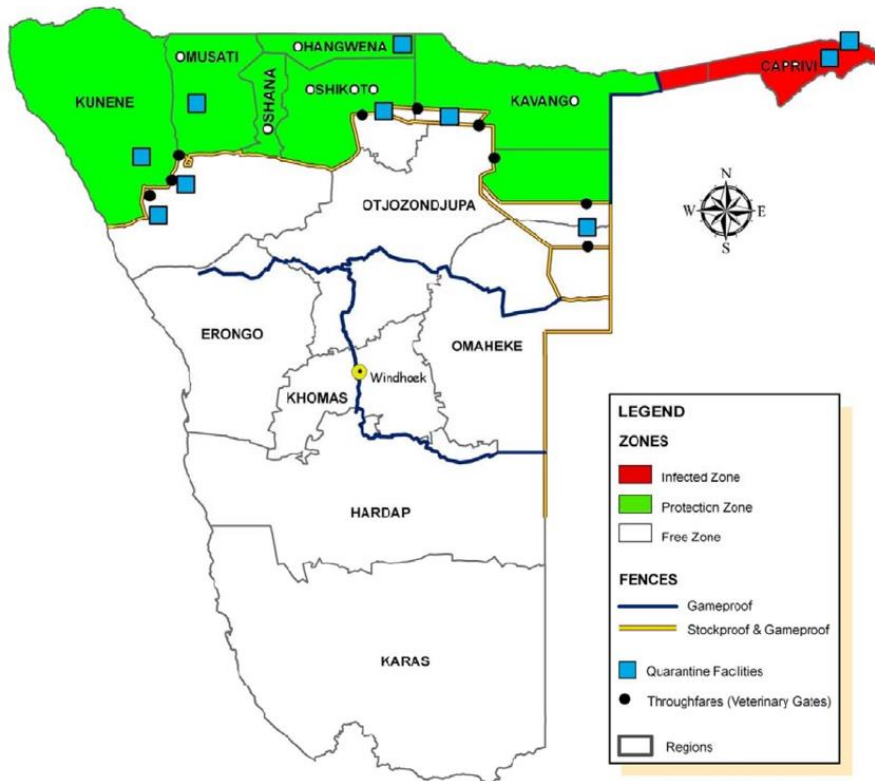 OHANGWENA
OMUSATI
CAPRIVI
KUNENE
OSHANA
OSHIKOTO
KAVANGO
N
W
E
S
OTJOZONDJUPA
ERONGO
OMAHEKE
Windhoek
KHOMAS
HARDAP
KARAS
LEGEND
ZONES
Infected Zone
Protection Zone
Free Zone
FENCES
Gameproof
Stockproof & Gameproof
Quarantine Facilities
Throughfares (Veterinary Gates)
Regions